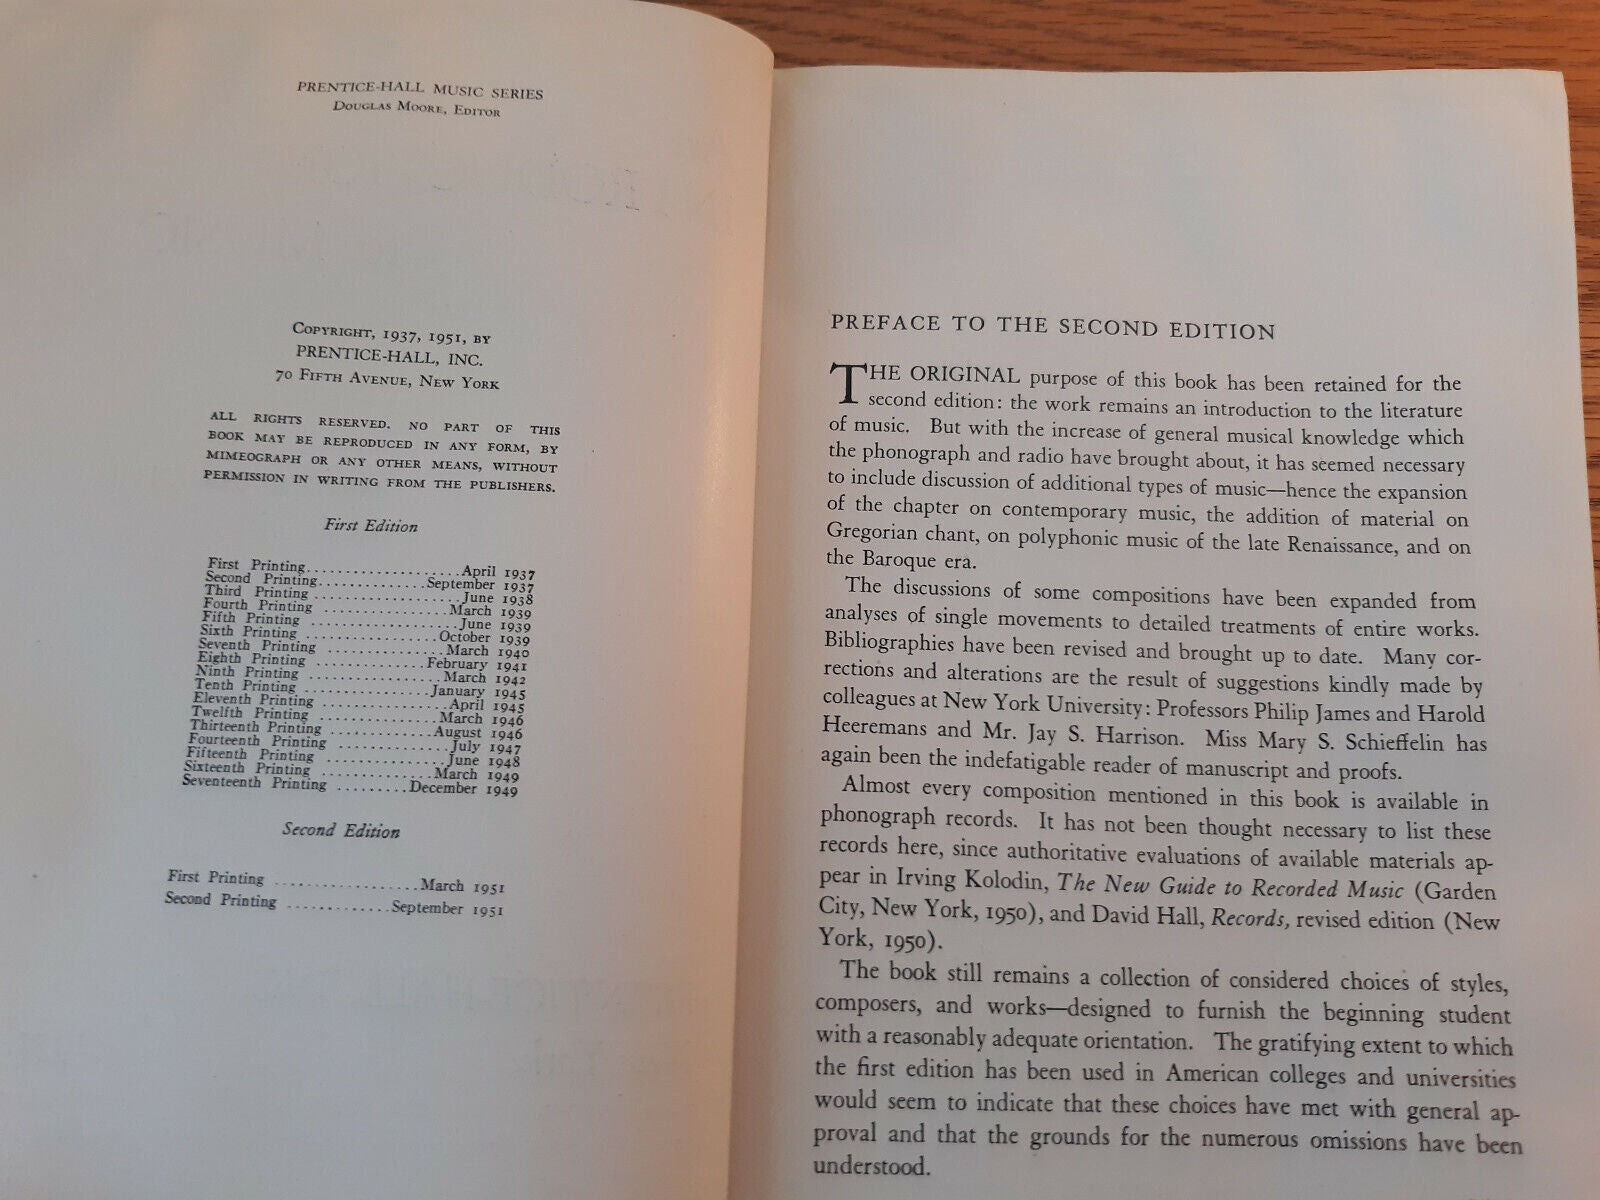 PRENTICE-HALL MUSIC SERIES
Douglas Moore, Editor
Copyright, 1937, 1951, by
PRENTICE-HALL, INC.
70 Fifth Avenue, New York
ALL RIGHTS RESERVED. NO PART OF THIS
BOOK MAY BE REPRODUCED IN ANY FORM, BY
MIMEOGRAPH OR ANY OTHER MEANS, WITHOUT
PERMISSION IN WRITING FROM THE PUBLISHERS.
First Edition
First Printing....................April 1937
Second Printing..............September 1937
Third Printing...................June 1938
Fourth Printing ................March 1939
Fifth Printing ...................June 1939
Sixth Printing .................October 1939
Seventh Printing ...............March 1940
Eighth Printing ..............February 1941
Ninth Printing .................March 1942
Tenth Printing ................January 1945
Eleventh Printing .................April 1945
Twelfth Printing ................March 1946
Thirteenth Printing ..............August 1946
Fourteenth Printing ..............July 1947
Fifteenth Printing ................June 1948
Sixteenth Printing ..............March 1949
Seventeenth Printing .........December 1949
Second Edition
First Printing ..................March 1951
Second Printing .............September 1951
PREFACE TO THE SECOND EDITION
THE ORIGINAL purpose of this book has been retained for the
second edition: the work remains an introduction to the literature
of music. But with the increase of general musical knowledge which
the phonograph and radio have brought about, it has seemed necessary
to include discussion of additional types of music—hence the expansion
of the chapter on contemporary music, the addition of material on
Gregorian chant, on polyphonic music of the late Renaissance, and on
the Baroque era.
The discussions of some compositions have been expanded from
analyses of single movements to detailed treatments of entire works.
Bibliographies have been revised and brought up to date. Many cor-
rections and alterations are the result of suggestions kindly made by
colleagues at New York University: Professors Philip James and Harold
Heeremans and Mr. Jay S. Harrison. Miss Mary S. Schieffelin has
again been the indefatigable reader of manuscript and proofs.
Almost every composition mentioned in this book is available in
phonograph records. It has not been thought necessary to list these
records here, since authoritative evaluations of available materials ap-
pear in Irving Kolodin, The New Guide to Recorded Music (Garden
City, New York, 1950), and David Hall, Records, revised edition (New
York, 1950).
The book still remains a collection of considered choices of styles,
composers, and works—designed to furnish the beginning student
with a reasonably adequate orientation. The gratifying extent to which
the first edition has been used in American colleges and universities
would seem to indicate that these choices have met with general ap-
proval and that the grounds for the numerous omissions have been
understood.